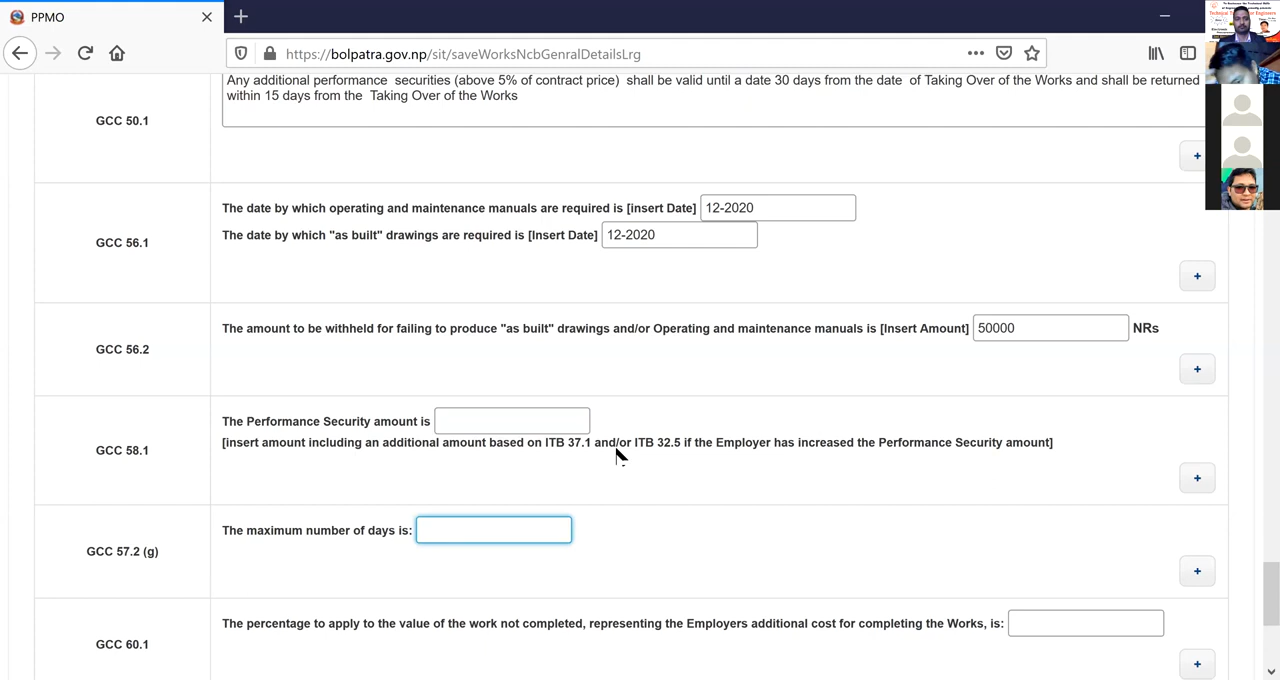 PPMO
https://bolpatra.gov.np/sit/saveWorks
cbGenralDetailsLrg
Any additional performance securities (above 5% of contract price) shall be valid until a date 30 days from the date of Taking Over of the Works and shall be returned
within 15 days from the Taking Over of the Works
GCC 50.1
+
GCC 56.1
The date by which operating and maintenance manuals are required is [insert Date] 12-2020
The date by which "as built" drawings are required is [Insert Date] 12-2020
+
GCC 56.2
The amount to be withheld for failing to produce "as built" drawings and/or Operating and maintenance manuals is [Insert Amount] 50000 NRs
+
GCC 58.1
The Performance Security amount is
[insert amount including an additional amount based on ITB 37.1 and/or ITB 32.5 if the Employer has increased the Performance Security amount]
+
GCC 57.2 (g)
The maximum number of days is:
+
GCC 60.1
The percentage to apply to the value of the work not completed, representing the Employers additional cost for completing the Works, is:
+